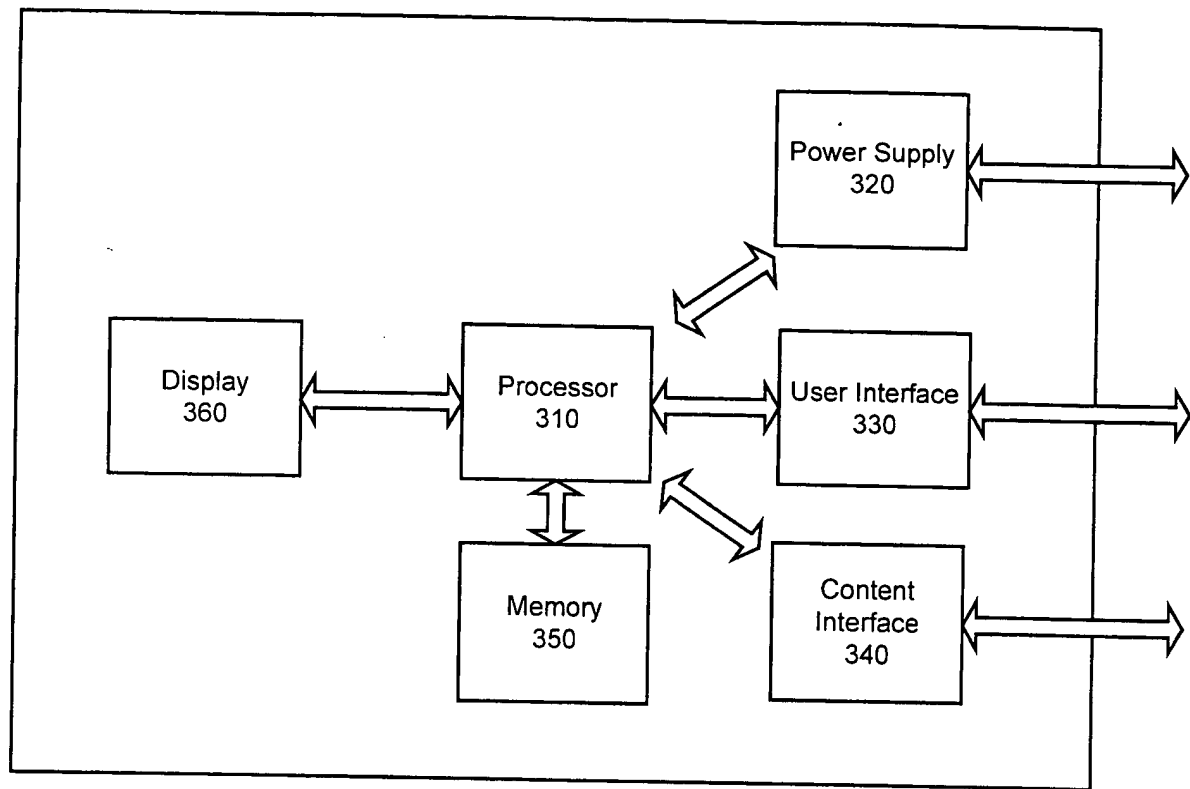 Power Supply
320
Display
360
Processor
310
User Interface
330
Memory
350
Content
Interface
340